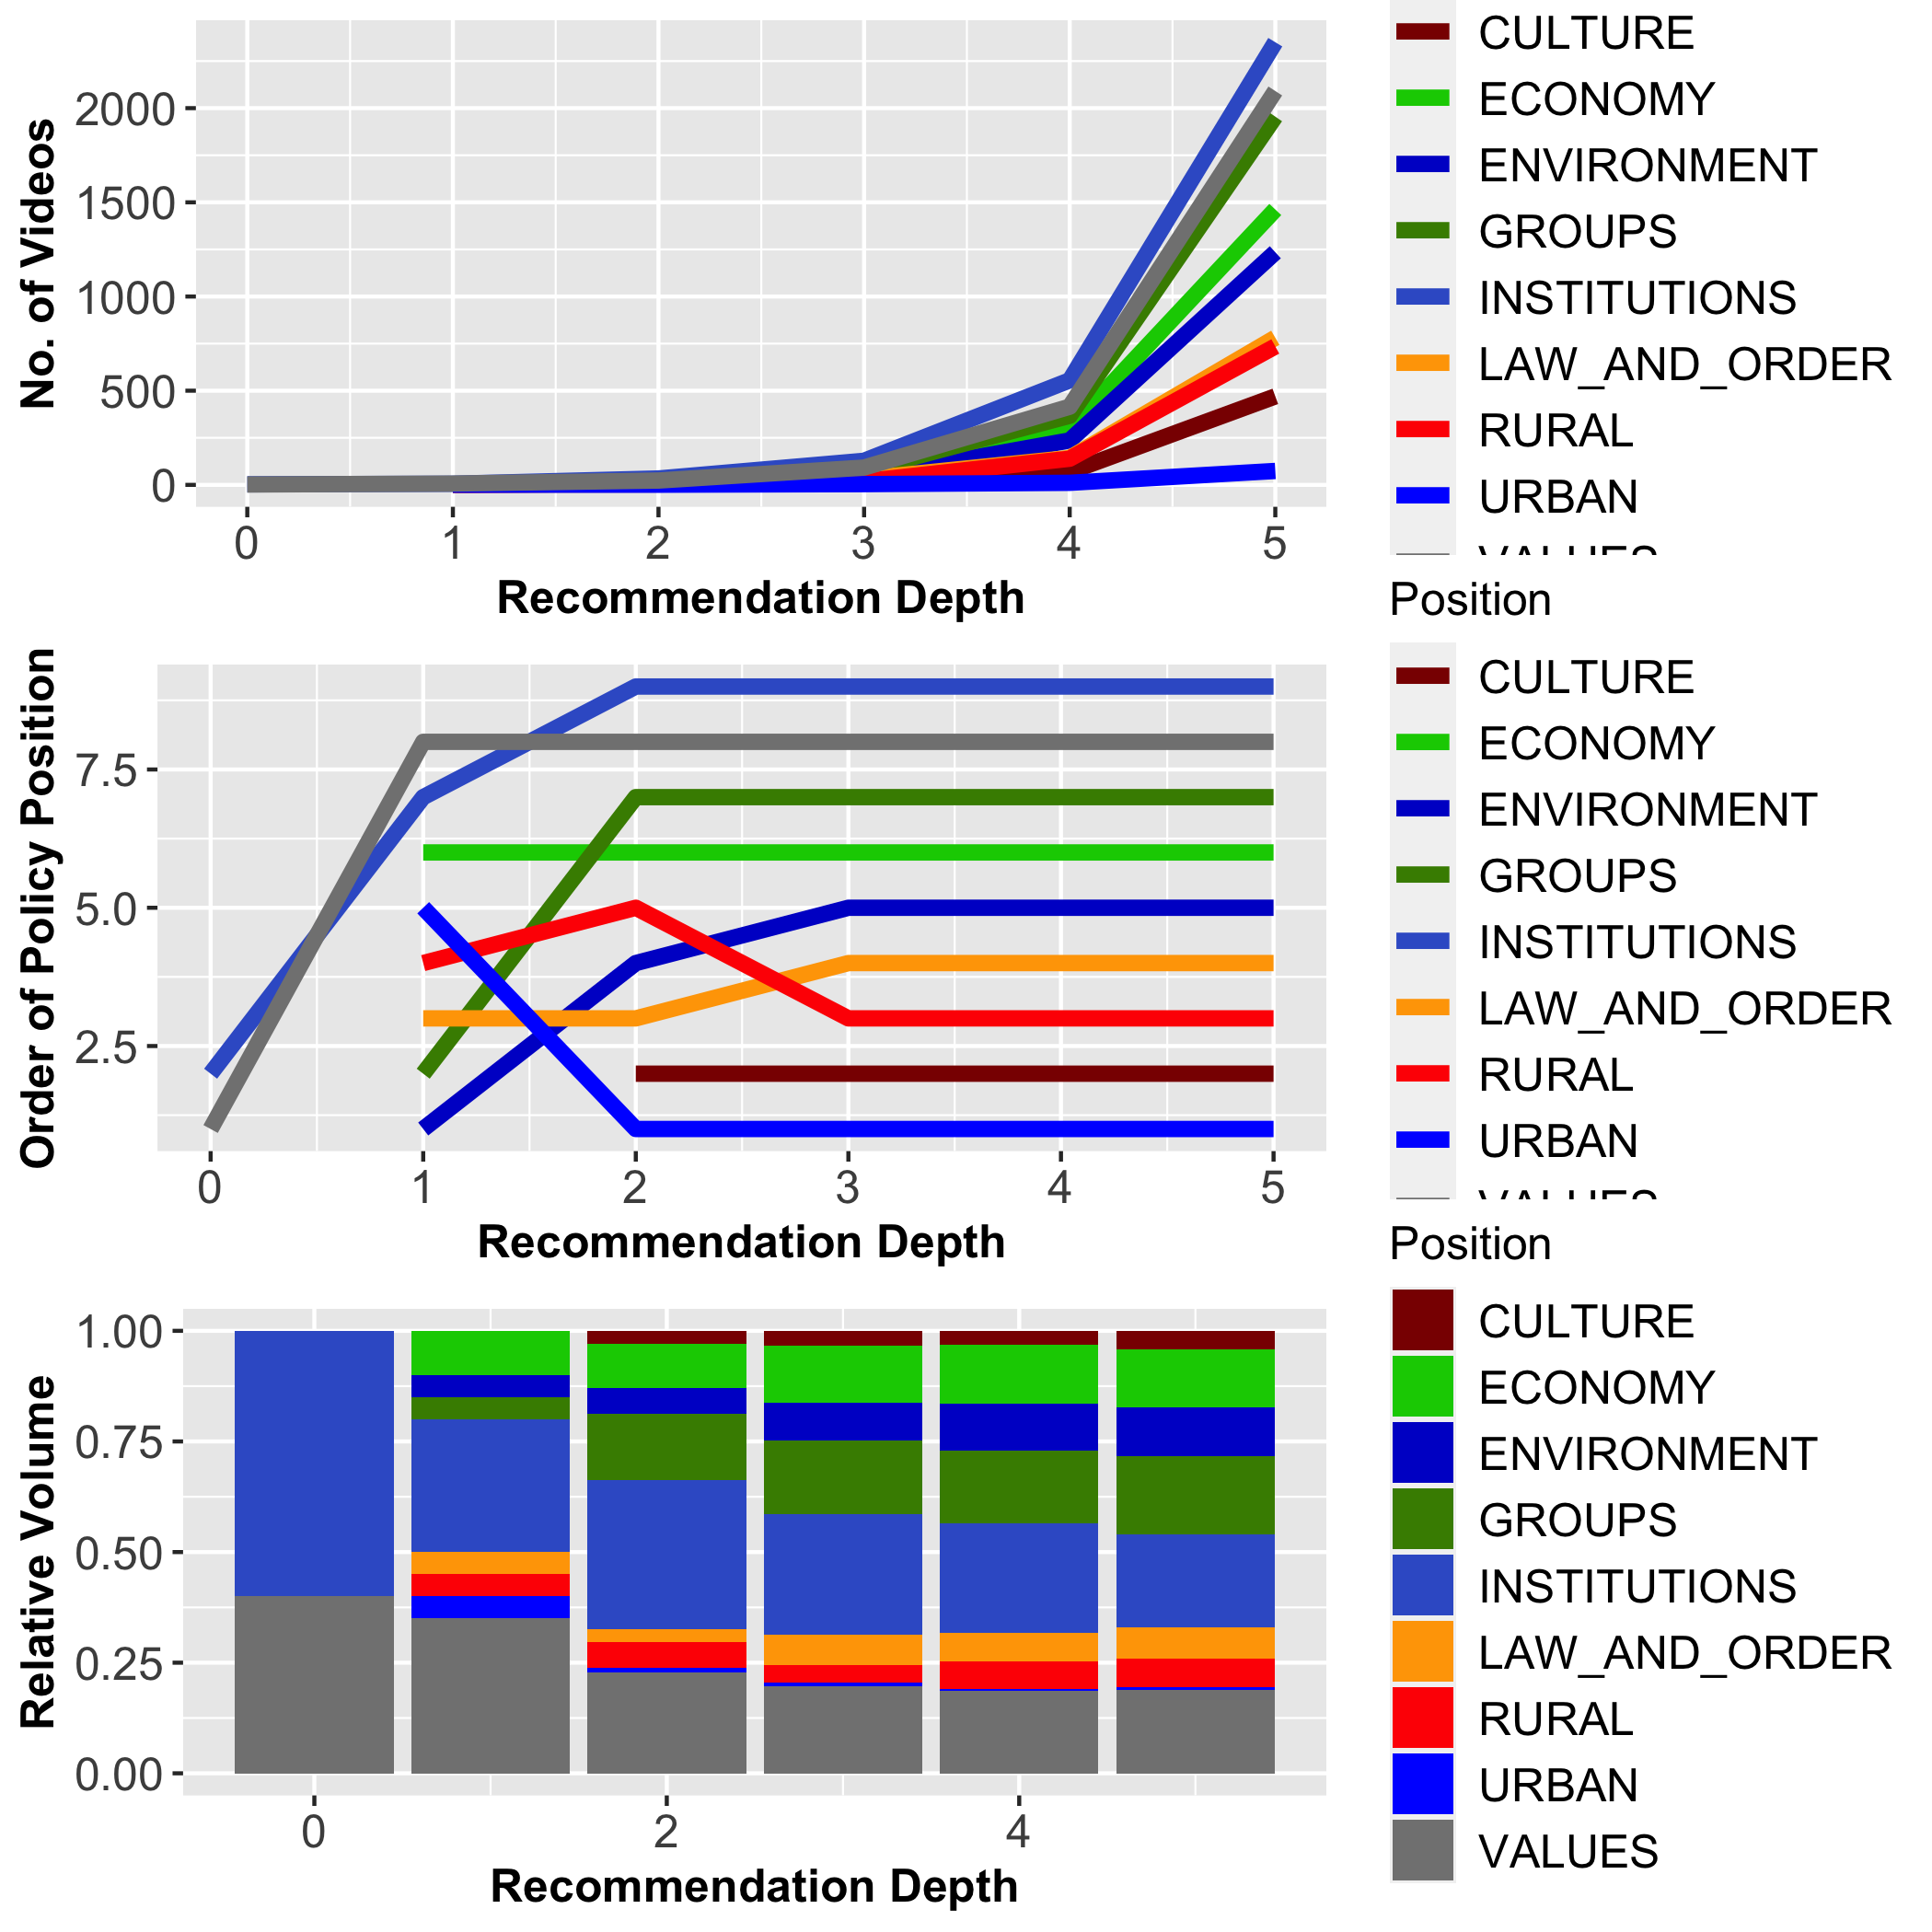 No. of Videos
2000
1500
1000
500
0
0 1 2 3 4 5
Recommendation Depth
CULTURE
ECONOMY
ENVIRONMENT
GROUPS
INSTITUTIONS
LAW_AND_ORDER
RURAL
URBAN
VALUES
Order of Policy Position
7.5
5.0
2.5
0 1 2 3 4 5
Recommendation Depth
Position
CULTURE
ECONOMY
ENVIRONMENT
GROUPS
INSTITUTIONS
LAW_AND_ORDER
RURAL
URBAN
VALUES
Relative Volume
1.00
0.75
0.50
0.25
0.00
0 2 4
Recommendation Depth
Position
CULTURE
ECONOMY
ENVIRONMENT
GROUPS
INSTITUTIONS
LAW_AND_ORDER
RURAL
URBAN
VALUES